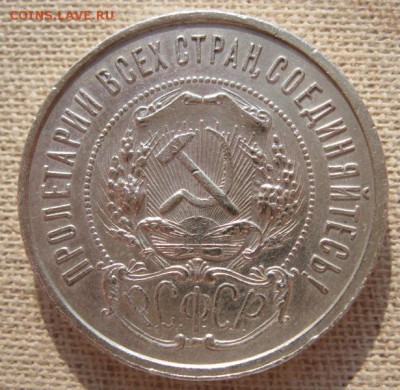 COINS.LAVE.RU
ПРОЛЕТАРИИ ВСЕХ СТРАН, СОЕДИНЯЙТЕСЬ!
Р.С.Ф.С.Р.